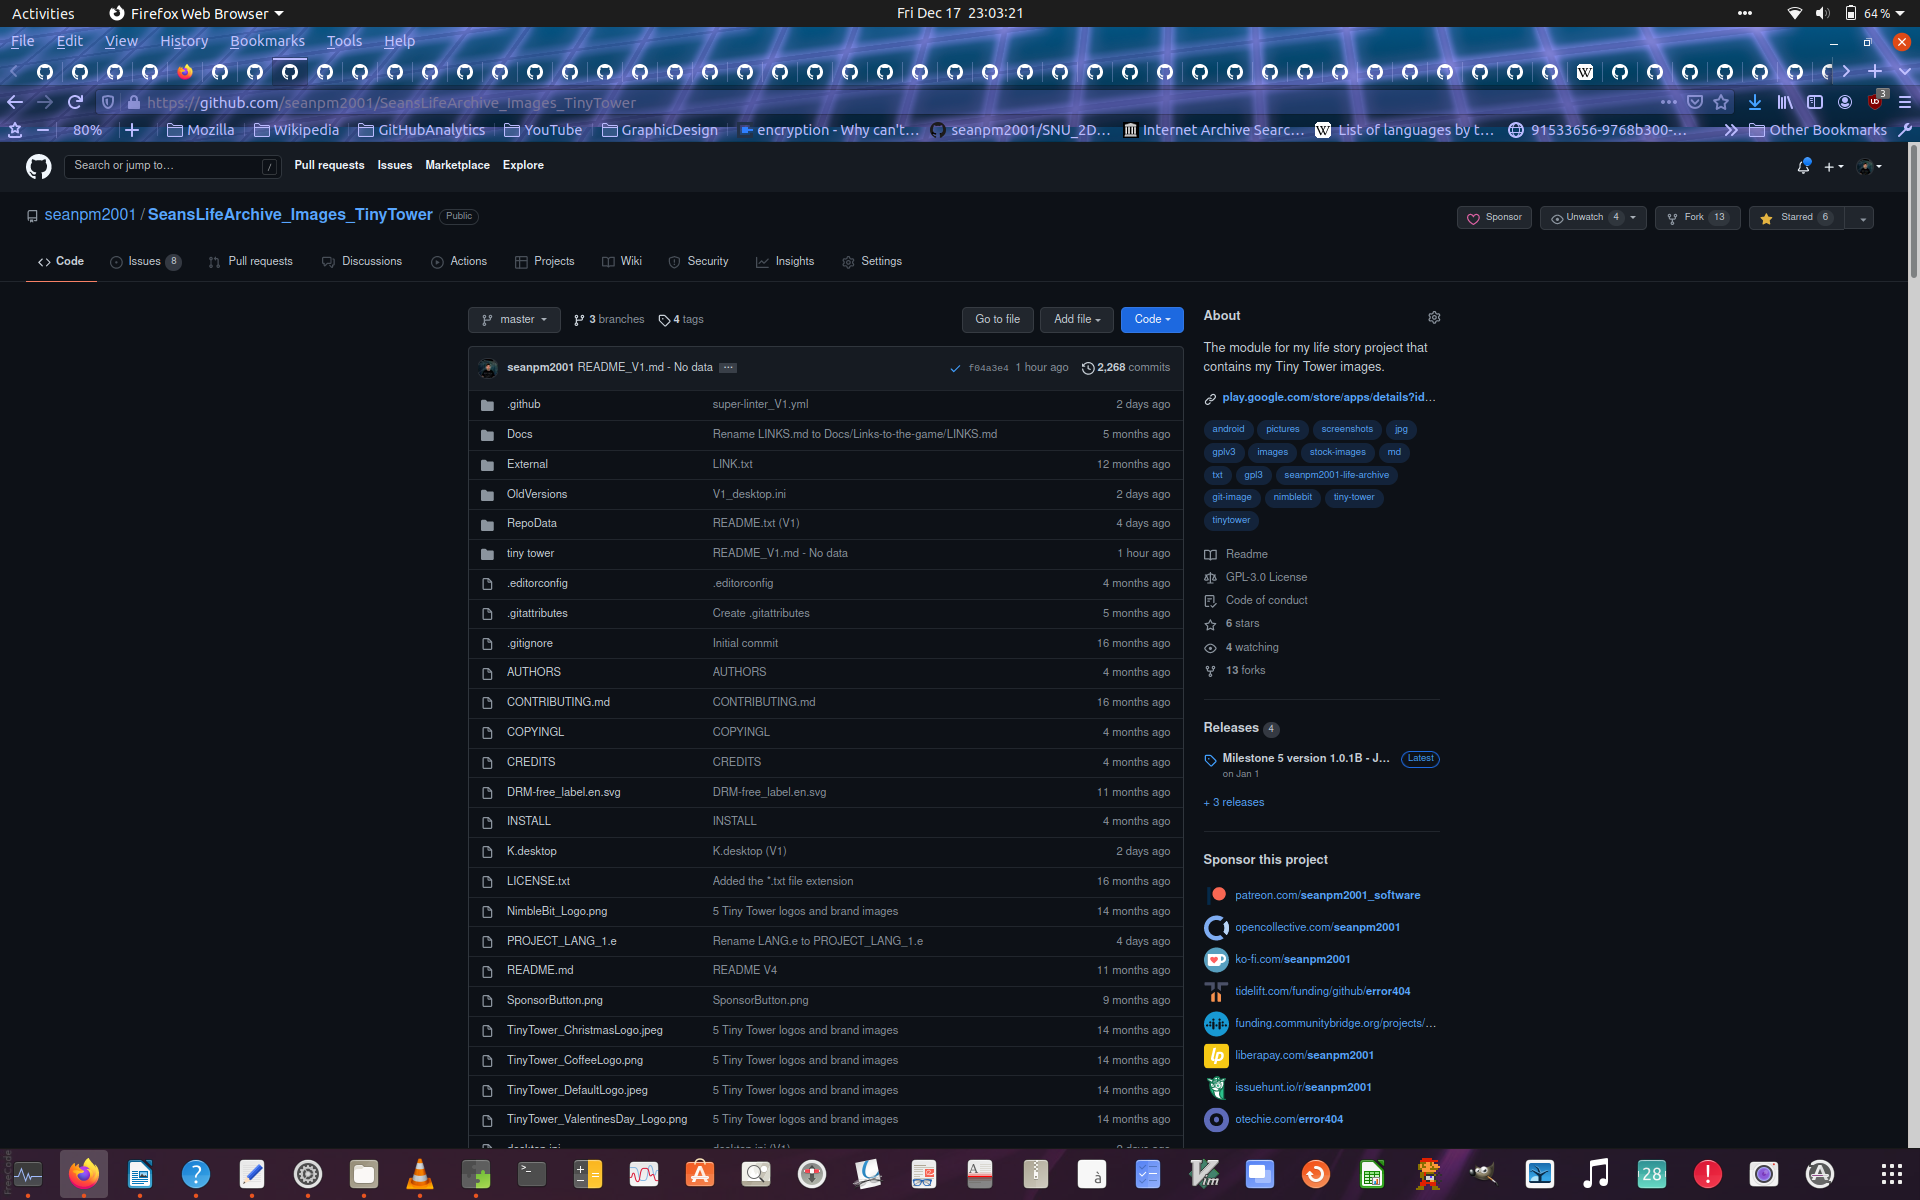 Activities Firefox Web Browser Fri Dec 17 23:03:21 64 %
File Edit View History Bookmarks Tools Help
https://github.com/seanpm2001/SeansLifeArchive_Images_TinyTower 3
80% Mozilla Wikipedia GitHubAnalytics YouTube GraphicDesign encryption - Why can't… seanpm2001/SNU_2D… Internet Archive Searc… List of languages by t… 91533656-9768b300-… Other Bookmarks
Search or jump to… / Pull requests Issues Marketplace Explore
seanpm2001 / SeansLifeArchive_Images_TinyTower Public Sponsor Unwatch 4 Fork 13 Starred 6
Code Issues 8 Pull requests Discussions Actions Projects Wiki Security Insights Settings
master 3 branches 4 tags Go to file Add file Code
seanpm2001 README_V1.md - No data f04a3e4 1 hour ago 2,268 commits
.github super-linter_V1.yml 2 days ago
Docs Rename LINKS.md to Docs/Links-to-the-game/LINKS.md 5 months ago
External LINK.txt 12 months ago
OldVersions V1_desktop.ini 2 days ago
RepoData README.txt (V1) 4 days ago
tiny tower README_V1.md - No data 1 hour ago
.editorconfig .editorconfig 4 months ago
.gitattributes Create .gitattributes 5 months ago
.gitignore Initial commit 16 months ago
AUTHORS AUTHORS 4 months ago
CONTRIBUTING.md CONTRIBUTING.md 16 months ago
COPYINGL COPYINGL 4 months ago
CREDITS CREDITS 4 months ago
DRM-free_label.en.svg DRM-free_label.en.svg 11 months ago
INSTALL INSTALL 4 months ago
K.desktop K.desktop (V1) 2 days ago
LICENSE.txt Added the *.txt file extension 16 months ago
NimbleBit_Logo.png 5 Tiny Tower logos and brand images 14 months ago
PROJECT_LANG_1.e Rename LANG.e to PROJECT_LANG_1.e 4 days ago
README.md README V4 11 months ago
SponsorButton.png SponsorButton.png 9 months ago
TinyTower_ChristmasLogo.jpeg 5 Tiny Tower logos and brand images 14 months ago
TinyTower_CoffeeLogo.png 5 Tiny Tower logos and brand images 14 months ago
TinyTower_DefaultLogo.jpeg 5 Tiny Tower logos and brand images 14 months ago
TinyTower_ValentinesDay_Logo.png 5 Tiny Tower logos and brand images 14 months ago
About
The module for my life story project that
contains my Tiny Tower images.
play.google.com/store/apps/details?id…
android pictures screenshots jpg
gplv3 images stock-images md
txt gpl3 seanpm2001-life-archive
git-image nimblebit tiny-tower
tinytower
Readme
GPL-3.0 License
Code of conduct
6 stars
4 watching
13 forks
Releases 4
Milestone 5 version 1.0.1B - J… Latest
on Jan 1
+ 3 releases
Sponsor this project
patreon.com/seanpm2001_software
opencollective.com/seanpm2001
ko-fi.com/seanpm2001
tidelift.com/funding/github/error404
funding.communitybridge.org/projects/…
liberapay.com/seanpm2001
issuehunt.io/r/seanpm2001
otechie.com/error404
28